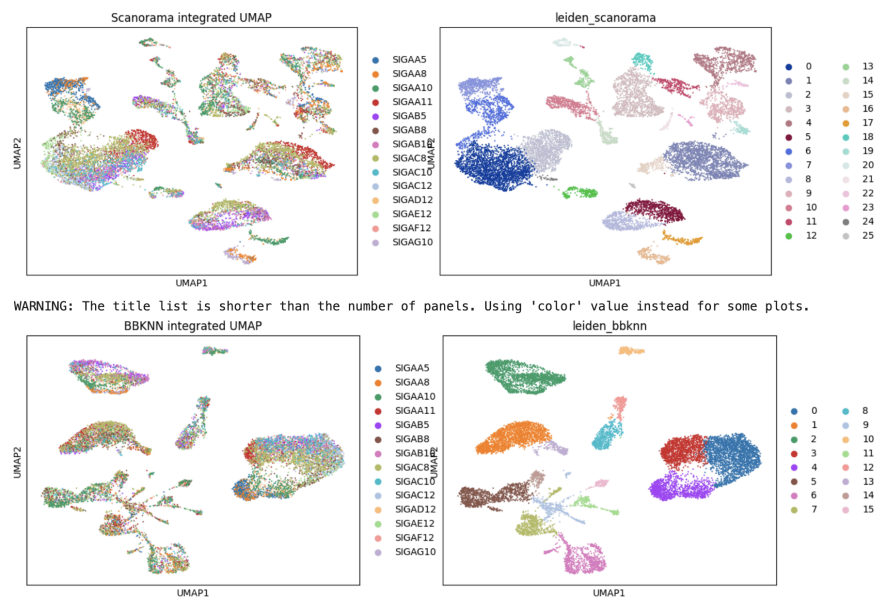 Scanorama integrated UMAP
leiden_scanorama
UMAP2
UMAP1
SIGAA5
SIGAA8
SIGAA10
SIGAA11
SIGAB5
SIGAB8
SIGAC8
SIGAC10
SIGAC12
SIGAD12
SIGAE12
SIGAF12
SIGAG10
UMAP2
UMAP1
0 13
1 14
2 15
3 16
4 17
5 18
6 19
7 20
8 21
9 22
10 23
11 24
12 25
WARNING: The title list is shorter than the number of panels. Using 'color' value instead for some plots.
BBKNN integrated UMAP
leiden_bbknn
UMAP2
UMAP1
SIGAA5
SIGAA8
SIGAA10
SIGAA11
SIGAB5
SIGAB8
SIGAC8
SIGAC10
SIGAC12
SIGAD12
SIGAE12
SIGAF12
SIGAG10
UMAP2
UMAP1
0 8
1 9
2 10
3 11
4 12
5 13
6 14
7 15